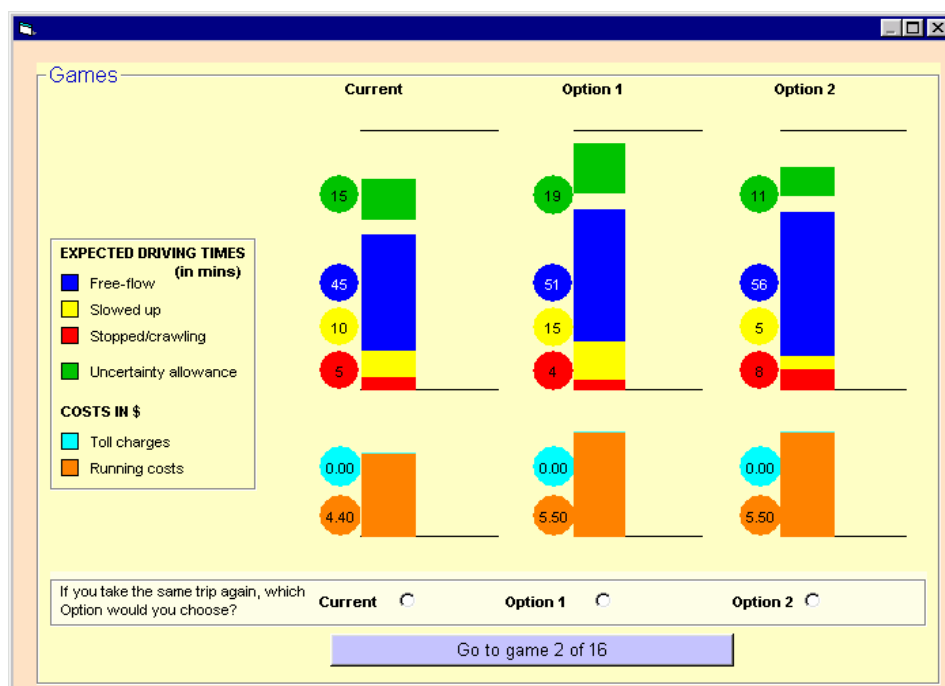 Games
Current Option 1 Option 2
15 19 11
EXPECTED DRIVING TIMES
(in mins)
Free-flow
Slowed up
Stopped/crawling
Uncertainty allowance
45 51 56
10 15 5
5 4 8
COSTS IN $
Toll charges
Running costs
0.00 0.00 0.00
4.40 5.50 5.50
If you take the same trip again, which
Option would you choose?
Current Option 1 Option 2
Go to game 2 of 16